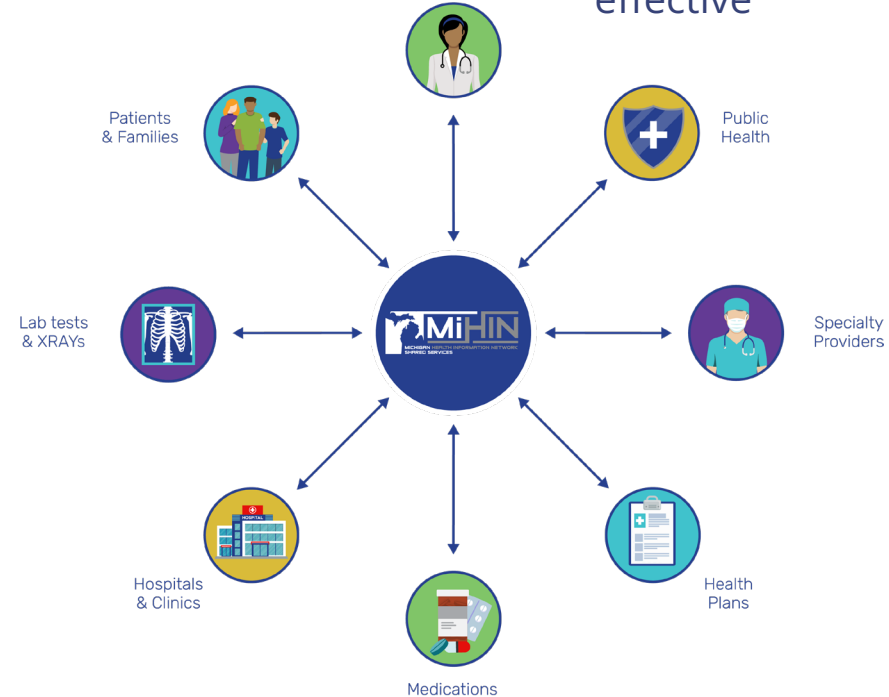 effective
Patients
& Families
Public
Health
Lab tests
& XRAYs
MiHIN
MICHIGAN HEALTH INFORMATION NETWORK
SHARED SERVICES
Specialty
Providers
HOSPITAL
Hospitals
& Clinics
Health
Plans
Medications